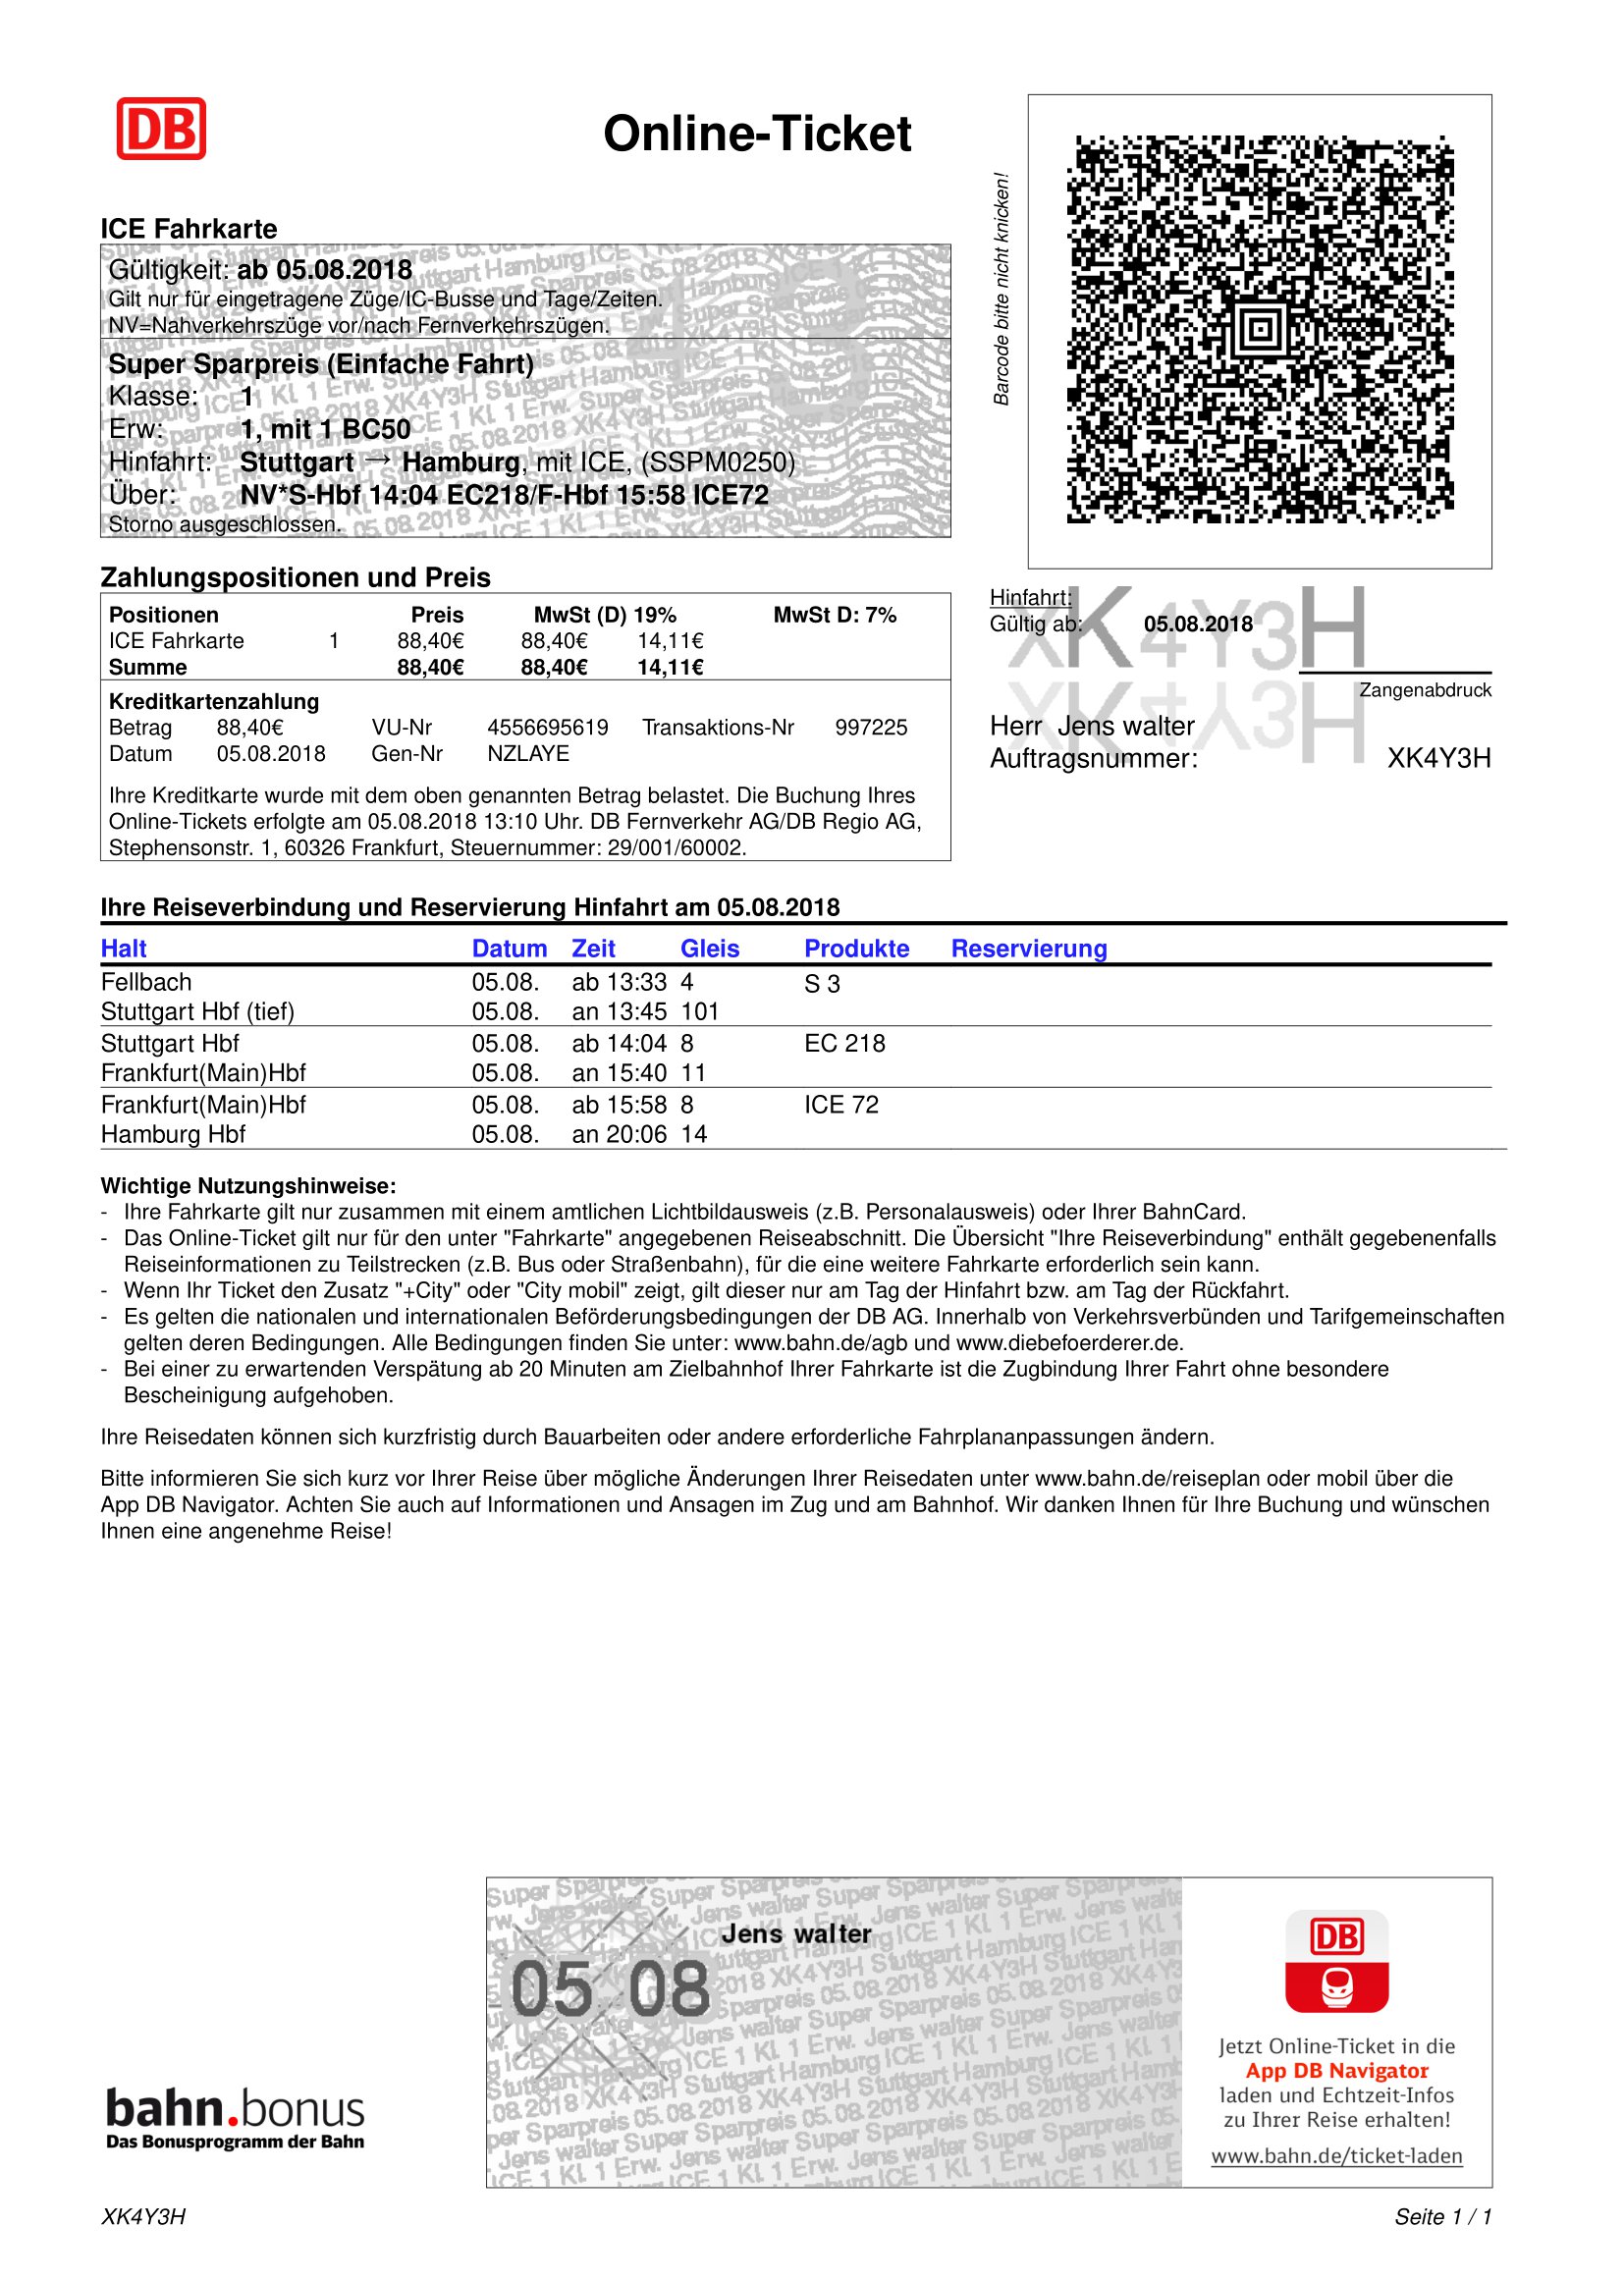 DB
Online-Ticket
Barcode bitte nicht knicken!
ICE Fahrkarte
Gültigkeit: ab 05.08.2018
Gilt nur für eingetragene Züge/IC-Busse und Tage/Zeiten.
NV=Nahverkehrszüge vor/nach Fernverkehrszügen.
Super Sparpreis (Einfache Fahrt)
Klasse: 1
Erw: 1, mit 1 BC50
Hinfahrt: Stuttgart → Hamburg, mit ICE, (SSPM0250)
Über: NV*S-Hbf 14:04 EC218/F-Hbf 15:58 ICE72
Storno ausgeschlossen.
Zahlungspositionen und Preis
Positionen Preis MwSt (D) 19% MwSt D: 7%
ICE Fahrkarte 1 88,40€ 88,40€ 14,11€
Summe 88,40€ 88,40€ 14,11€
Kreditkartenzahlung
Betrag 88,40€ VU-Nr 4556695619 Transaktions-Nr 997225
Datum 05.08.2018 Gen-Nr NZLAYE
Ihre Kreditkarte wurde mit dem oben genannten Betrag belastet. Die Buchung Ihres
Online-Tickets erfolgte am 05.08.2018 13:10 Uhr. DB Fernverkehr AG/DB Regio AG,
Stephensonstr. 1, 60326 Frankfurt, Steuernummer: 29/001/60002.
Hinfahrt:
Gültig ab: 05.08.2018
XK4Y3H
Zangenabdruck
Herr Jens walter
Auftragsnummer: XK4Y3H
Ihre Reiseverbindung und Reservierung Hinfahrt am 05.08.2018
Halt Datum Zeit Gleis Produkte Reservierung
Fellbach 05.08. ab 13:33 4 S 3
Stuttgart Hbf (tief) 05.08. an 13:45 101
Stuttgart Hbf 05.08. ab 14:04 8 EC 218
Frankfurt(Main)Hbf 05.08. an 15:40 11
Frankfurt(Main)Hbf 05.08. ab 15:58 8 ICE 72
Hamburg Hbf 05.08. an 20:06 14
Wichtige Nutzungshinweise:
- Ihre Fahrkarte gilt nur zusammen mit einem amtlichen Lichtbildausweis (z.B. Personalausweis) oder Ihrer BahnCard.
- Das Online-Ticket gilt nur für den unter "Fahrkarte" angegebenen Reiseabschnitt. Die Übersicht "Ihre Reiseverbindung" enthält gegebenenfalls
Reiseinformationen zu Teilstrecken (z.B. Bus oder Straßenbahn), für die eine weitere Fahrkarte erforderlich sein kann.
- Wenn Ihr Ticket den Zusatz "+City" oder "City mobil" zeigt, gilt dieser nur am Tag der Hinfahrt bzw. am Tag der Rückfahrt.
- Es gelten die nationalen und internationalen Beförderungsbedingungen der DB AG. Innerhalb von Verkehrsverbünden und Tarifgemeinschaften
gelten deren Bedingungen. Alle Bedingungen finden Sie unter: www.bahn.de/agb und www.diebefoerderer.de.
- Bei einer zu erwartenden Verspätung ab 20 Minuten am Zielbahnhof Ihrer Fahrkarte ist die Zugbindung Ihrer Fahrt ohne besondere
Bescheinigung aufgehoben.
Ihre Reisedaten können sich kurzfristig durch Bauarbeiten oder andere erforderliche Fahrplananpassungen ändern.
Bitte informieren Sie sich kurz vor Ihrer Reise über mögliche Änderungen Ihrer Reisedaten unter www.bahn.de/reiseplan oder mobil über die
App DB Navigator. Achten Sie auch auf Informationen und Ansagen im Zug und am Bahnhof. Wir danken Ihnen für Ihre Buchung und wünschen
Ihnen eine angenehme Reise!
Jens walter
05 08
DB
Jetzt Online-Ticket in die
App DB Navigator
laden und Echtzeit-Infos
zu Ihrer Reise erhalten!
www.bahn.de/ticket-laden
bahn.bonus
Das Bonusprogramm der Bahn
XK4Y3H
Seite 1 / 1